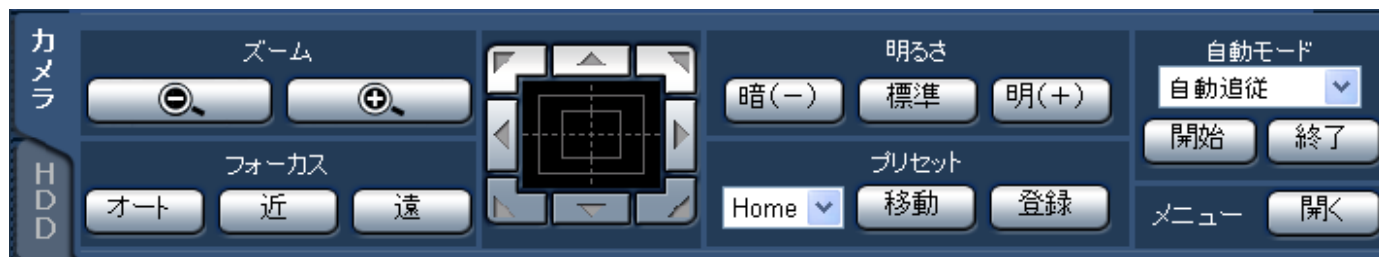 カメラ
HDD
ズーム
フォーカス
オート 近 遠
明るさ
暗(－) 標準 明(＋)
プリセット
Home 移動 登録
自動モード
自動追従
開始 終了
メニュー 開く